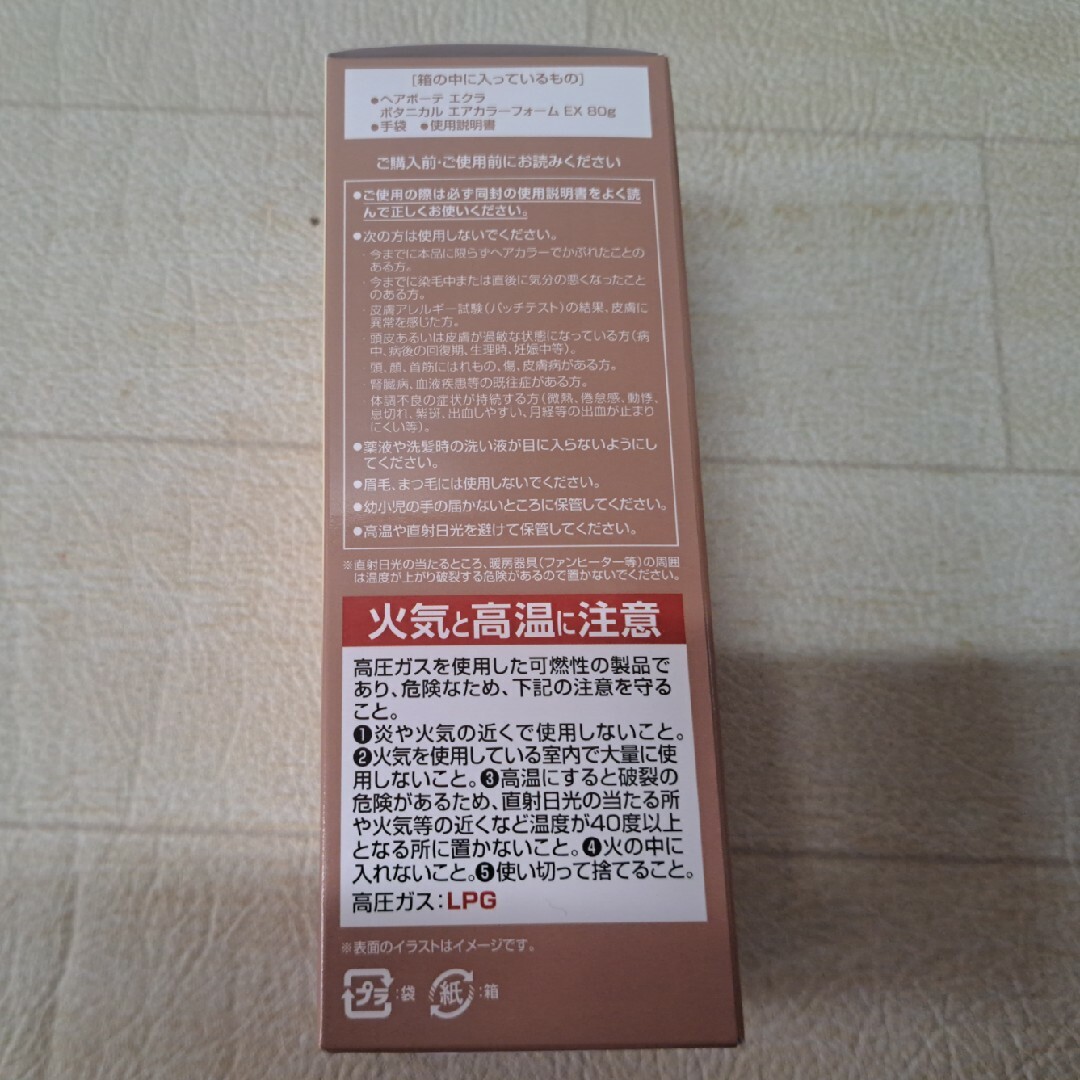 [箱の中に入っているもの]
●ヘアボーテ エクラ
ボタニカル エアカラーフォーム EX 80g
●手袋 ●使用説明書
ご購入前・ご使用前にお読みください
●ご使用の際は必ず同封の使用説明書をよく読
んで正しくお使いください。
●次の方は使用しないでください。
・今までに本品に限らずヘアカラーでかぶれたことの
ある方。
・今までに染毛中または直後に気分の悪くなったこと
のある方。
・皮膚アレルギー試験(パッチテスト)の結果、皮膚に
異常を感じた方。
・頭皮あるいは皮膚が過敏な状態になっている方(病
中、病後の回復期、生理時、妊娠中等)。
・頭、顔、首筋にはれもの、傷、皮膚病がある方。
・腎臓病、血液疾患等の既往症がある方。
・体調不良の症状が持続する方(微熱、倦怠感、動悸、
息切れ、紫斑、出血しやすい、月経等の出血が止まり
にくい等)。
●薬液や洗髪時の洗い液が目に入らないようにし
てください。
●眉毛、まつ毛には使用しないでください。
●幼小児の手の届かないところに保管してください。
●高温や直射日光を避けて保管してください。
※直射日光の当たるところ、暖房器具(ファンヒーター等)の周囲
は温度が上がり破裂する危険があるので置かないでください。
火気と高温に注意
高圧ガスを使用した可燃性の製品で
あり、危険なため、下記の注意を守る
こと。
❶炎や火気の近くで使用しないこと。
❷火気を使用している室内で大量に使
用しないこと。❸高温にすると破裂の
危険があるため、直射日光の当たる所
や火気等の近くなど温度が40度以上
となる所に置かないこと。❹火の中に
入れないこと。❺使い切って捨てること。
高圧ガス:LPG
※表面のイラストはイメージです。
プラ:袋 紙:箱